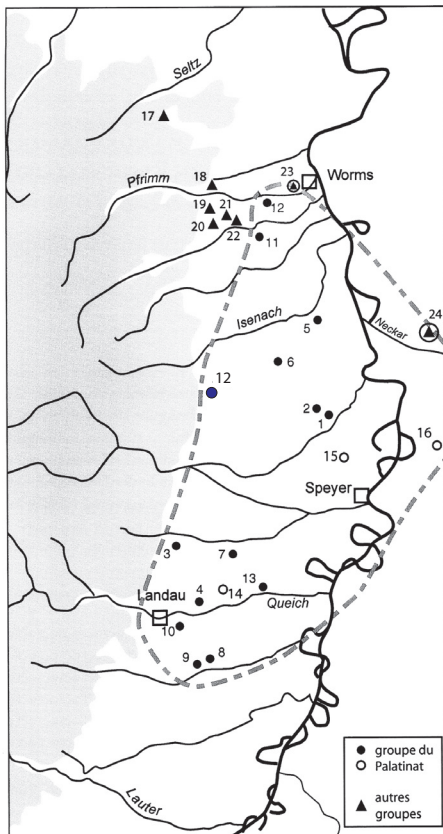 Seltz
17
Pfrimm
18
23
Worms
12
19
21
20
22
11
24
Isenach
5
Neckar
6
12
2
1
16
15
Speyer
3
7
13
Landau
4
14
Queich
10
9
8
groupe du
Palatinat
autres
groupes
Lauter